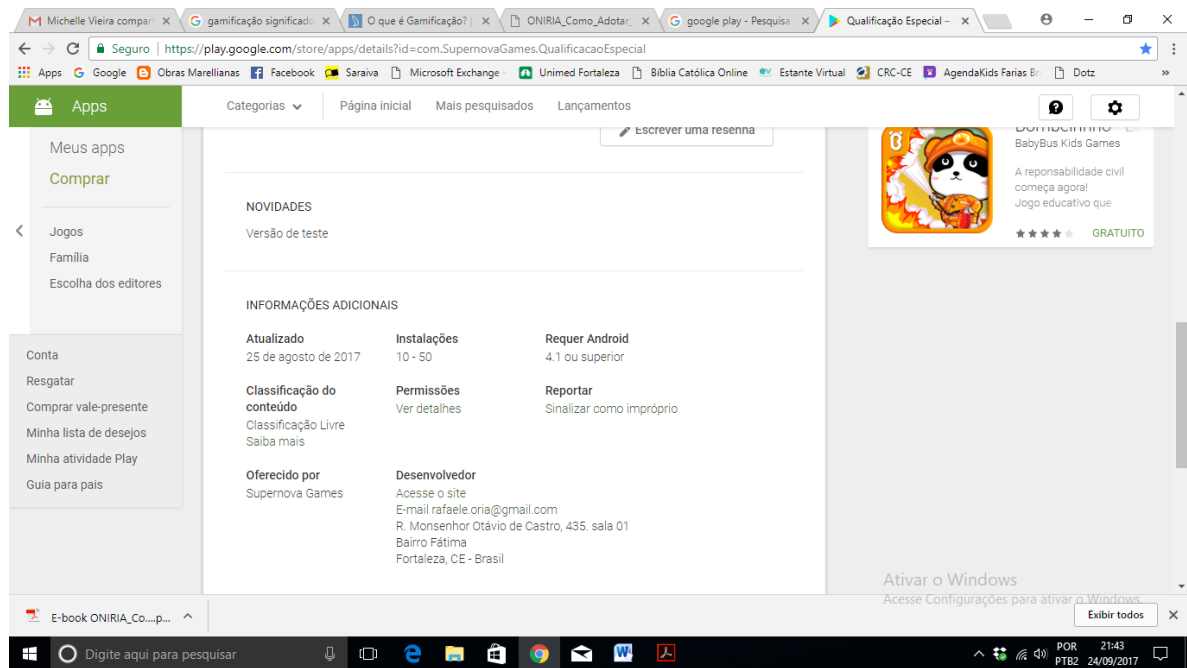 Michelle Vieira compart
gamificação significado
O que é Gamificação? |
ONIRIA_Como_Adotar_
google play - Pesquisa
Qualificação Especial –
Seguro | https://play.google.com/store/apps/details?id=com.SupernovaGames.QualificacaoEspecial
Apps Google Obras Marellianas Facebook Saraiva Microsoft Exchange - Unimed Fortaleza Bíblia Católica Online Estante Virtual CRC-CE AgendaKids Farias Br Dotz »
Apps
Categorias Página inicial Mais pesquisados Lançamentos
Meus apps
Comprar
Jogos
Família
Escolha dos editores
Conta
Resgatar
Comprar vale-presente
Minha lista de desejos
Minha atividade Play
Guia para pais
Escrever uma resenha
NOVIDADES
Versão de teste
INFORMAÇÕES ADICIONAIS
Atualizado
25 de agosto de 2017
Instalações
10 - 50
Requer Android
4.1 ou superior
Classificação do
conteúdo
Classificação Livre
Saiba mais
Permissões
Ver detalhes
Reportar
Sinalizar como impróprio
Oferecido por
Supernova Games
Desenvolvedor
Acesse o site
E-mail rafaele.oria@gmail.com
R. Monsenhor Otávio de Castro, 435. sala 01
Bairro Fátima
Fortaleza, CE - Brasil
Bombeirinho
BabyBus Kids Games
A reponsabilidade civil
começa agora!
Jogo educativo que
GRATUITO
Ativar o Windows
Acesse Configurações para ativar o Windows.
E-book ONIRIA_Co....p...
Exibir todos
Digite aqui para pesquisar
POR
PTB2
21:43
24/09/2017